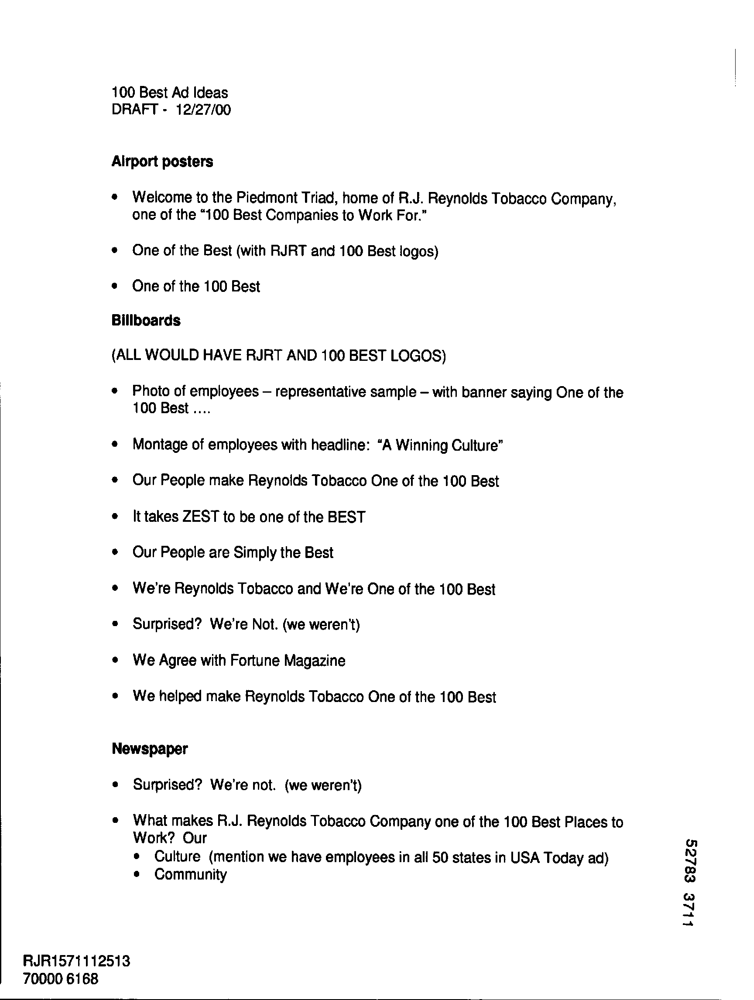 100 Best Ad Ideas
DRAFT - 12/27/00
Airport posters
• Welcome to the Piedmont Triad, home of R.J. Reynolds Tobacco Company,
one of the "100 Best Companies to Work For."
• One of the Best (with RJRT and 100 Best logos)
• One of the 100 Best
Billboards
(ALL WOULD HAVE RJRT AND 100 BEST LOGOS)
• Photo of employees – representative sample – with banner saying One of the
100 Best ….
• Montage of employees with headline: "A Winning Culture"
• Our People make Reynolds Tobacco One of the 100 Best
• It takes ZEST to be one of the BEST
• Our People are Simply the Best
• We're Reynolds Tobacco and We're One of the 100 Best
• Surprised? We're Not. (we weren't)
• We Agree with Fortune Magazine
• We helped make Reynolds Tobacco One of the 100 Best
Newspaper
• Surprised? We're not. (we weren't)
• What makes R.J. Reynolds Tobacco Company one of the 100 Best Places to
Work? Our
• Culture (mention we have employees in all 50 states in USA Today ad)
• Community
52783 3711
RJR1571112513
70000 6168